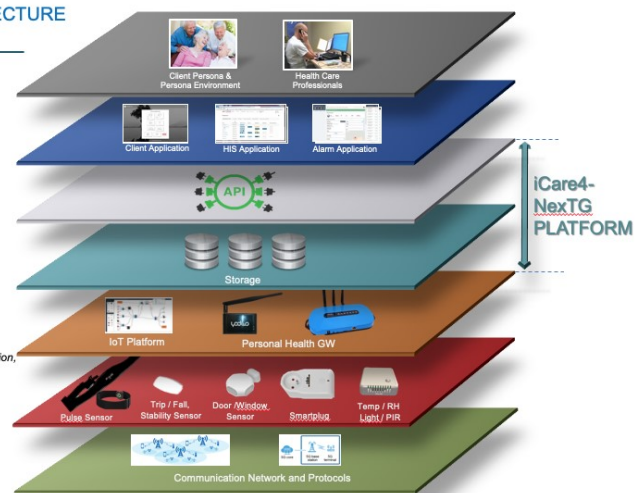 ECTURE
Client Persona &
Persona Environment
Health Care
Professionals
Client Application
HIS Application
Alarm Application
API
iCare4-
NexTG
PLATFORM
Storage
IoT Platform
Personal Health GW
ion,
Pulse Sensor
Trip / Fall,
Stability Sensor
Door /Window
Sensor
Smartplug
Temp / RH
Light / PIR
Communication Network and Protocols